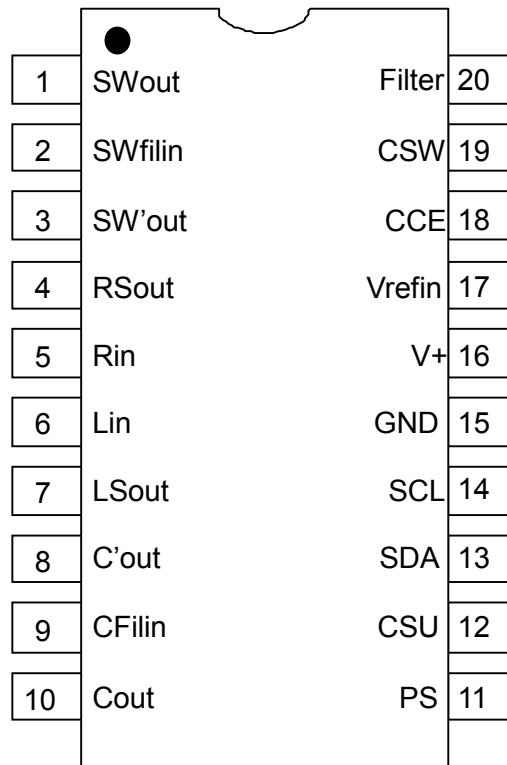 1 SWout Filter 20
2 SWfilin CSW 19
3 SW’out CCE 18
4 RSout Vrefin 17
5 Rin V+ 16
6 Lin GND 15
7 LSout SCL 14
8 C’out SDA 13
9 CFilin CSU 12
10 Cout PS 11